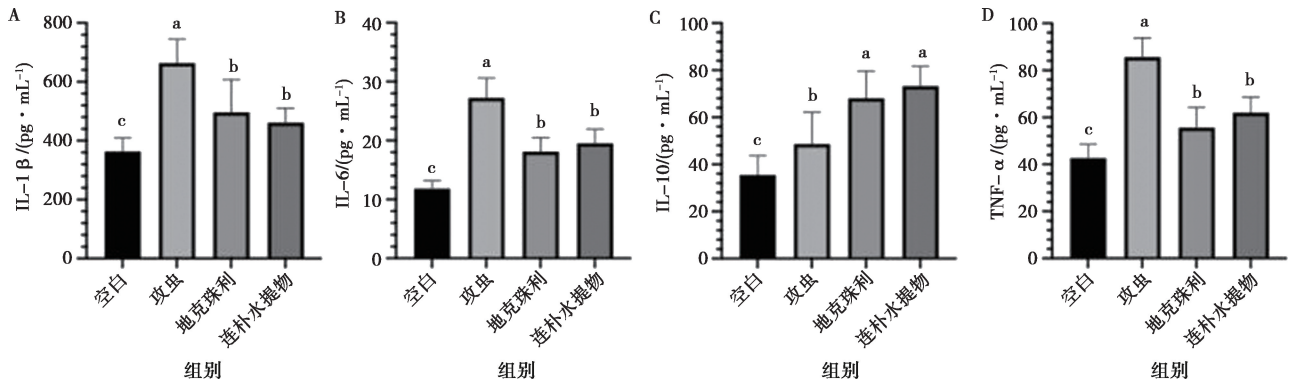 A
IL-1β/(pg·mL⁻¹)
800
600
400
200
0
c
a
b
b
空白
攻虫
地克珠利
连朴水提物
组别
B
IL-6/(pg·mL⁻¹)
40
30
20
10
0
c
a
b
b
空白
攻虫
地克珠利
连朴水提物
组别
C
IL-10/(pg·mL⁻¹)
100
80
60
40
20
0
c
b
a
a
空白
攻虫
地克珠利
连朴水提物
组别
D
TNF-α/(pg·mL⁻¹)
100
80
60
40
20
0
c
a
b
b
空白
攻虫
地克珠利
连朴水提物
组别